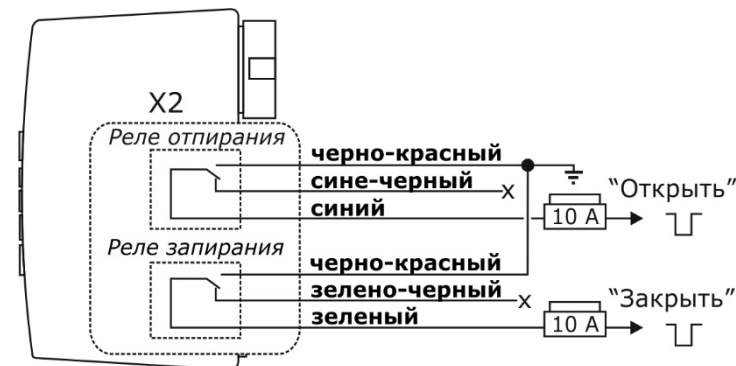 X2
Реле отпирания
черно-красный
сине-черный
x
синий
10 А
“Открыть”
Реле запирания
черно-красный
зелено-черный
x
зеленый
10 А
“Закрыть”